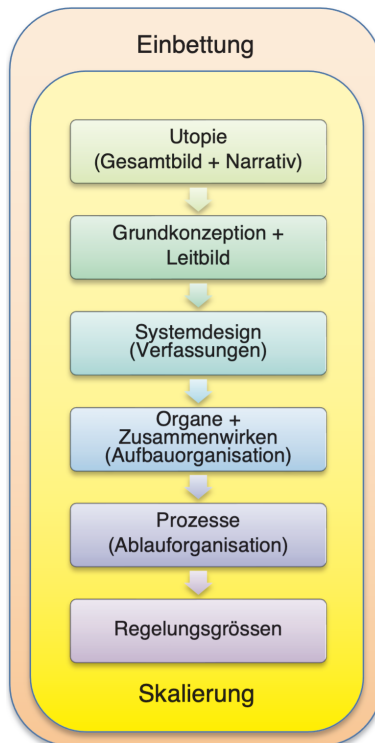 Einbettung
Utopie
(Gesamtbild + Narrativ)
Grundkonzeption +
Leitbild
Systemdesign
(Verfassungen)
Organe +
Zusammenwirken
(Aufbauorganisation)
Prozesse
(Ablauforganisation)
Regelungsgrössen
Skalierung